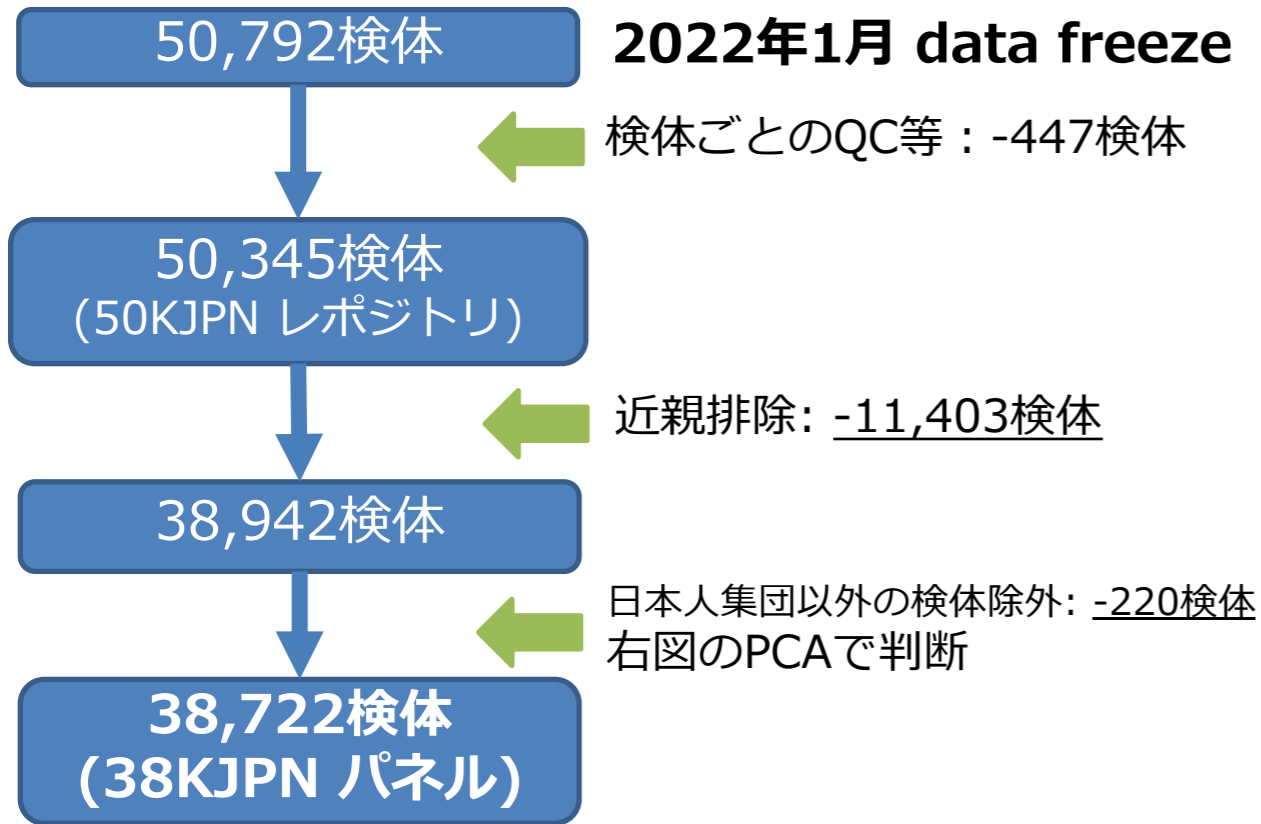 50,792検体
2022年1月 data freeze
検体ごとのQC等：-447検体
50,345検体
(50KJPN レポジトリ)
近親排除: -11,403検体
38,942検体
日本人集団以外の検体除外: -220検体
右図のPCAで判断
38,722検体
(38KJPN パネル)